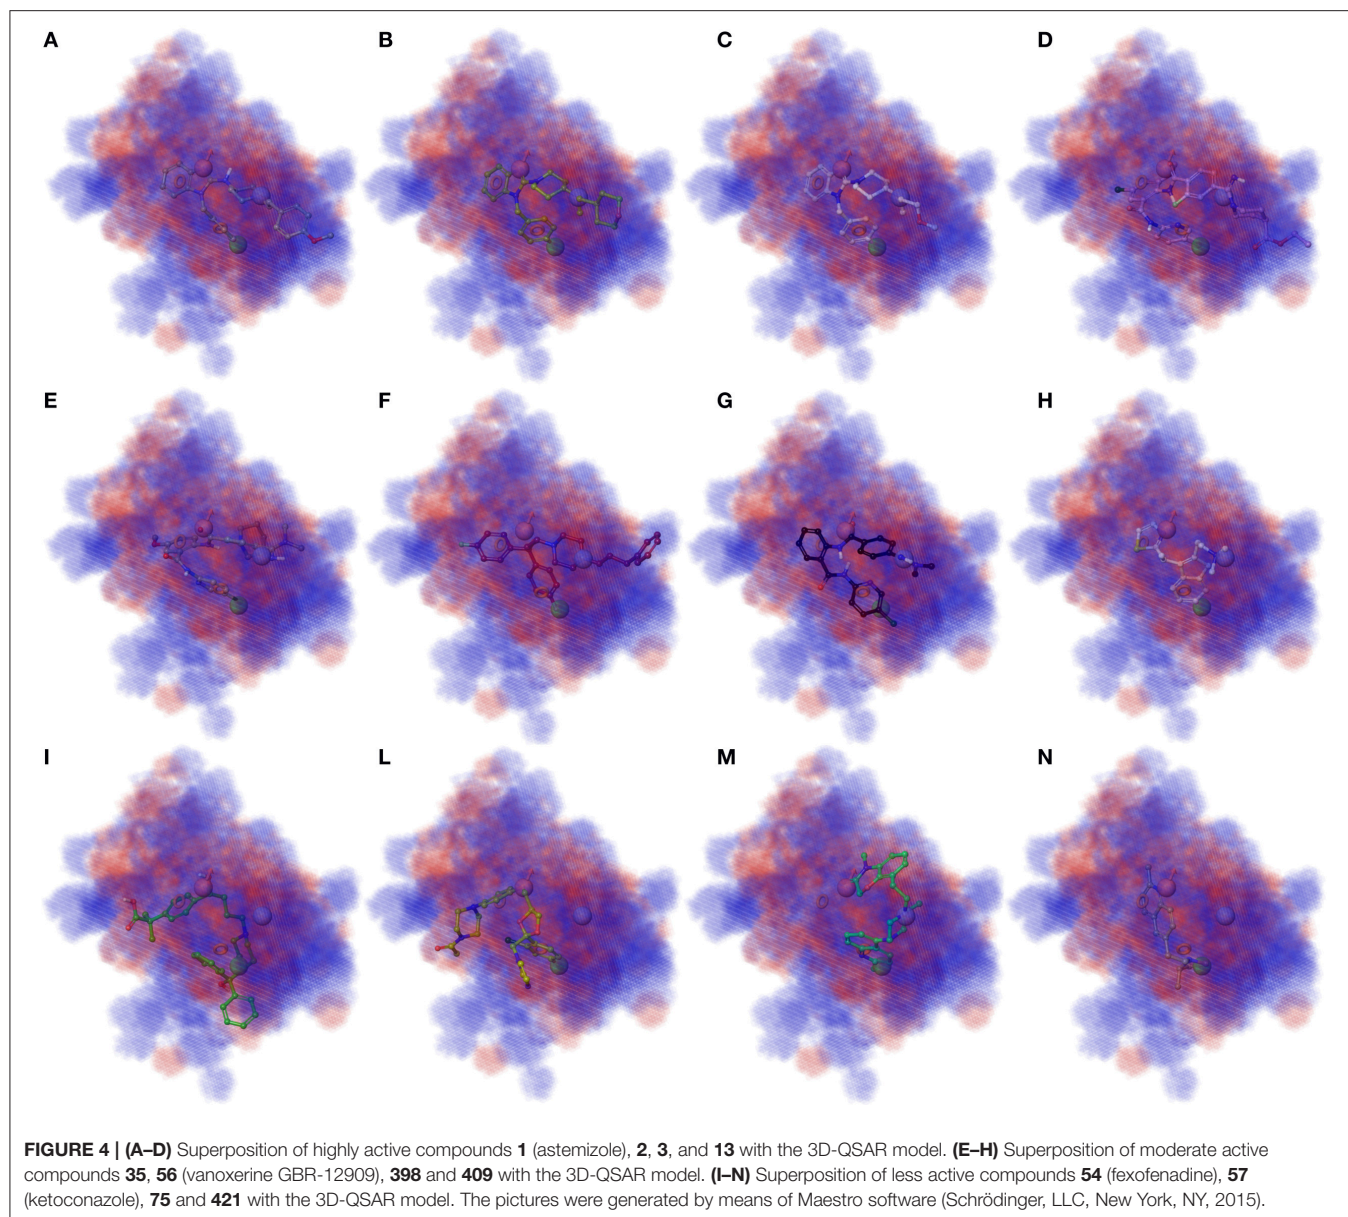 A B C D
E F G H
I L M N
FIGURE 4 | (A–D) Superposition of highly active compounds 1 (astemizole), 2, 3, and 13 with the 3D-QSAR model. (E–H) Superposition of moderate active
compounds 35, 56 (vanoxerine GBR-12909), 398 and 409 with the 3D-QSAR model. (I–N) Superposition of less active compounds 54 (fexofenadine), 57
(ketoconazole), 75 and 421 with the 3D-QSAR model. The pictures were generated by means of Maestro software (Schrödinger, LLC, New York, NY, 2015).